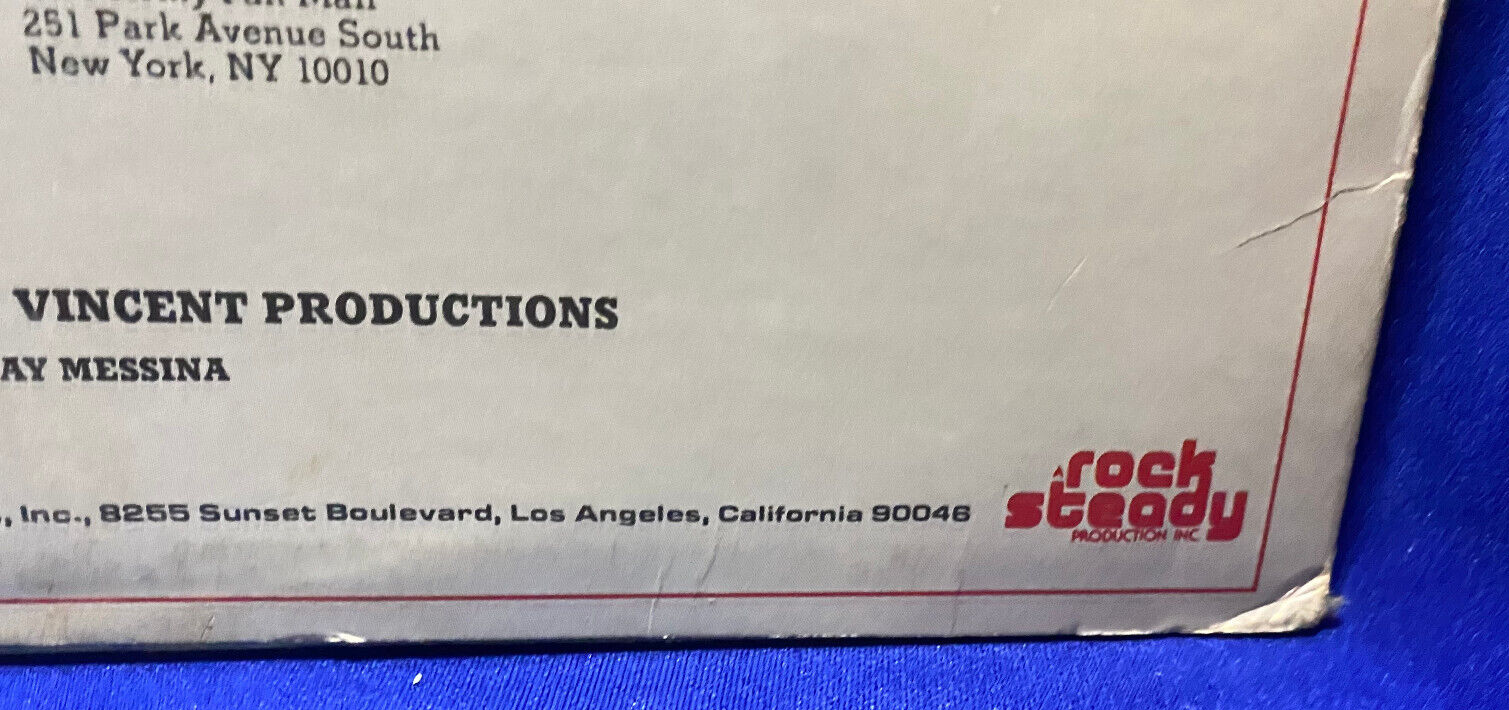 251 Park Avenue South
New York, NY 10010
VINCENT PRODUCTIONS
AY MESSINA
, Inc., 8255 Sunset Boulevard, Los Angeles, California 90046
rock
steady
PRODUCTION INC